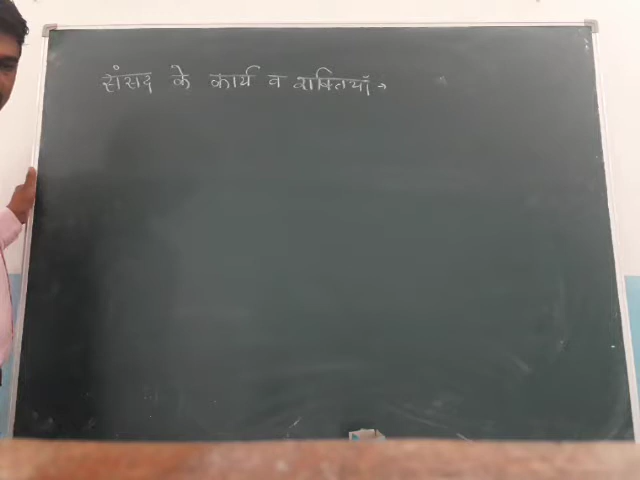 संसद के कार्य व शक्तियाँ →